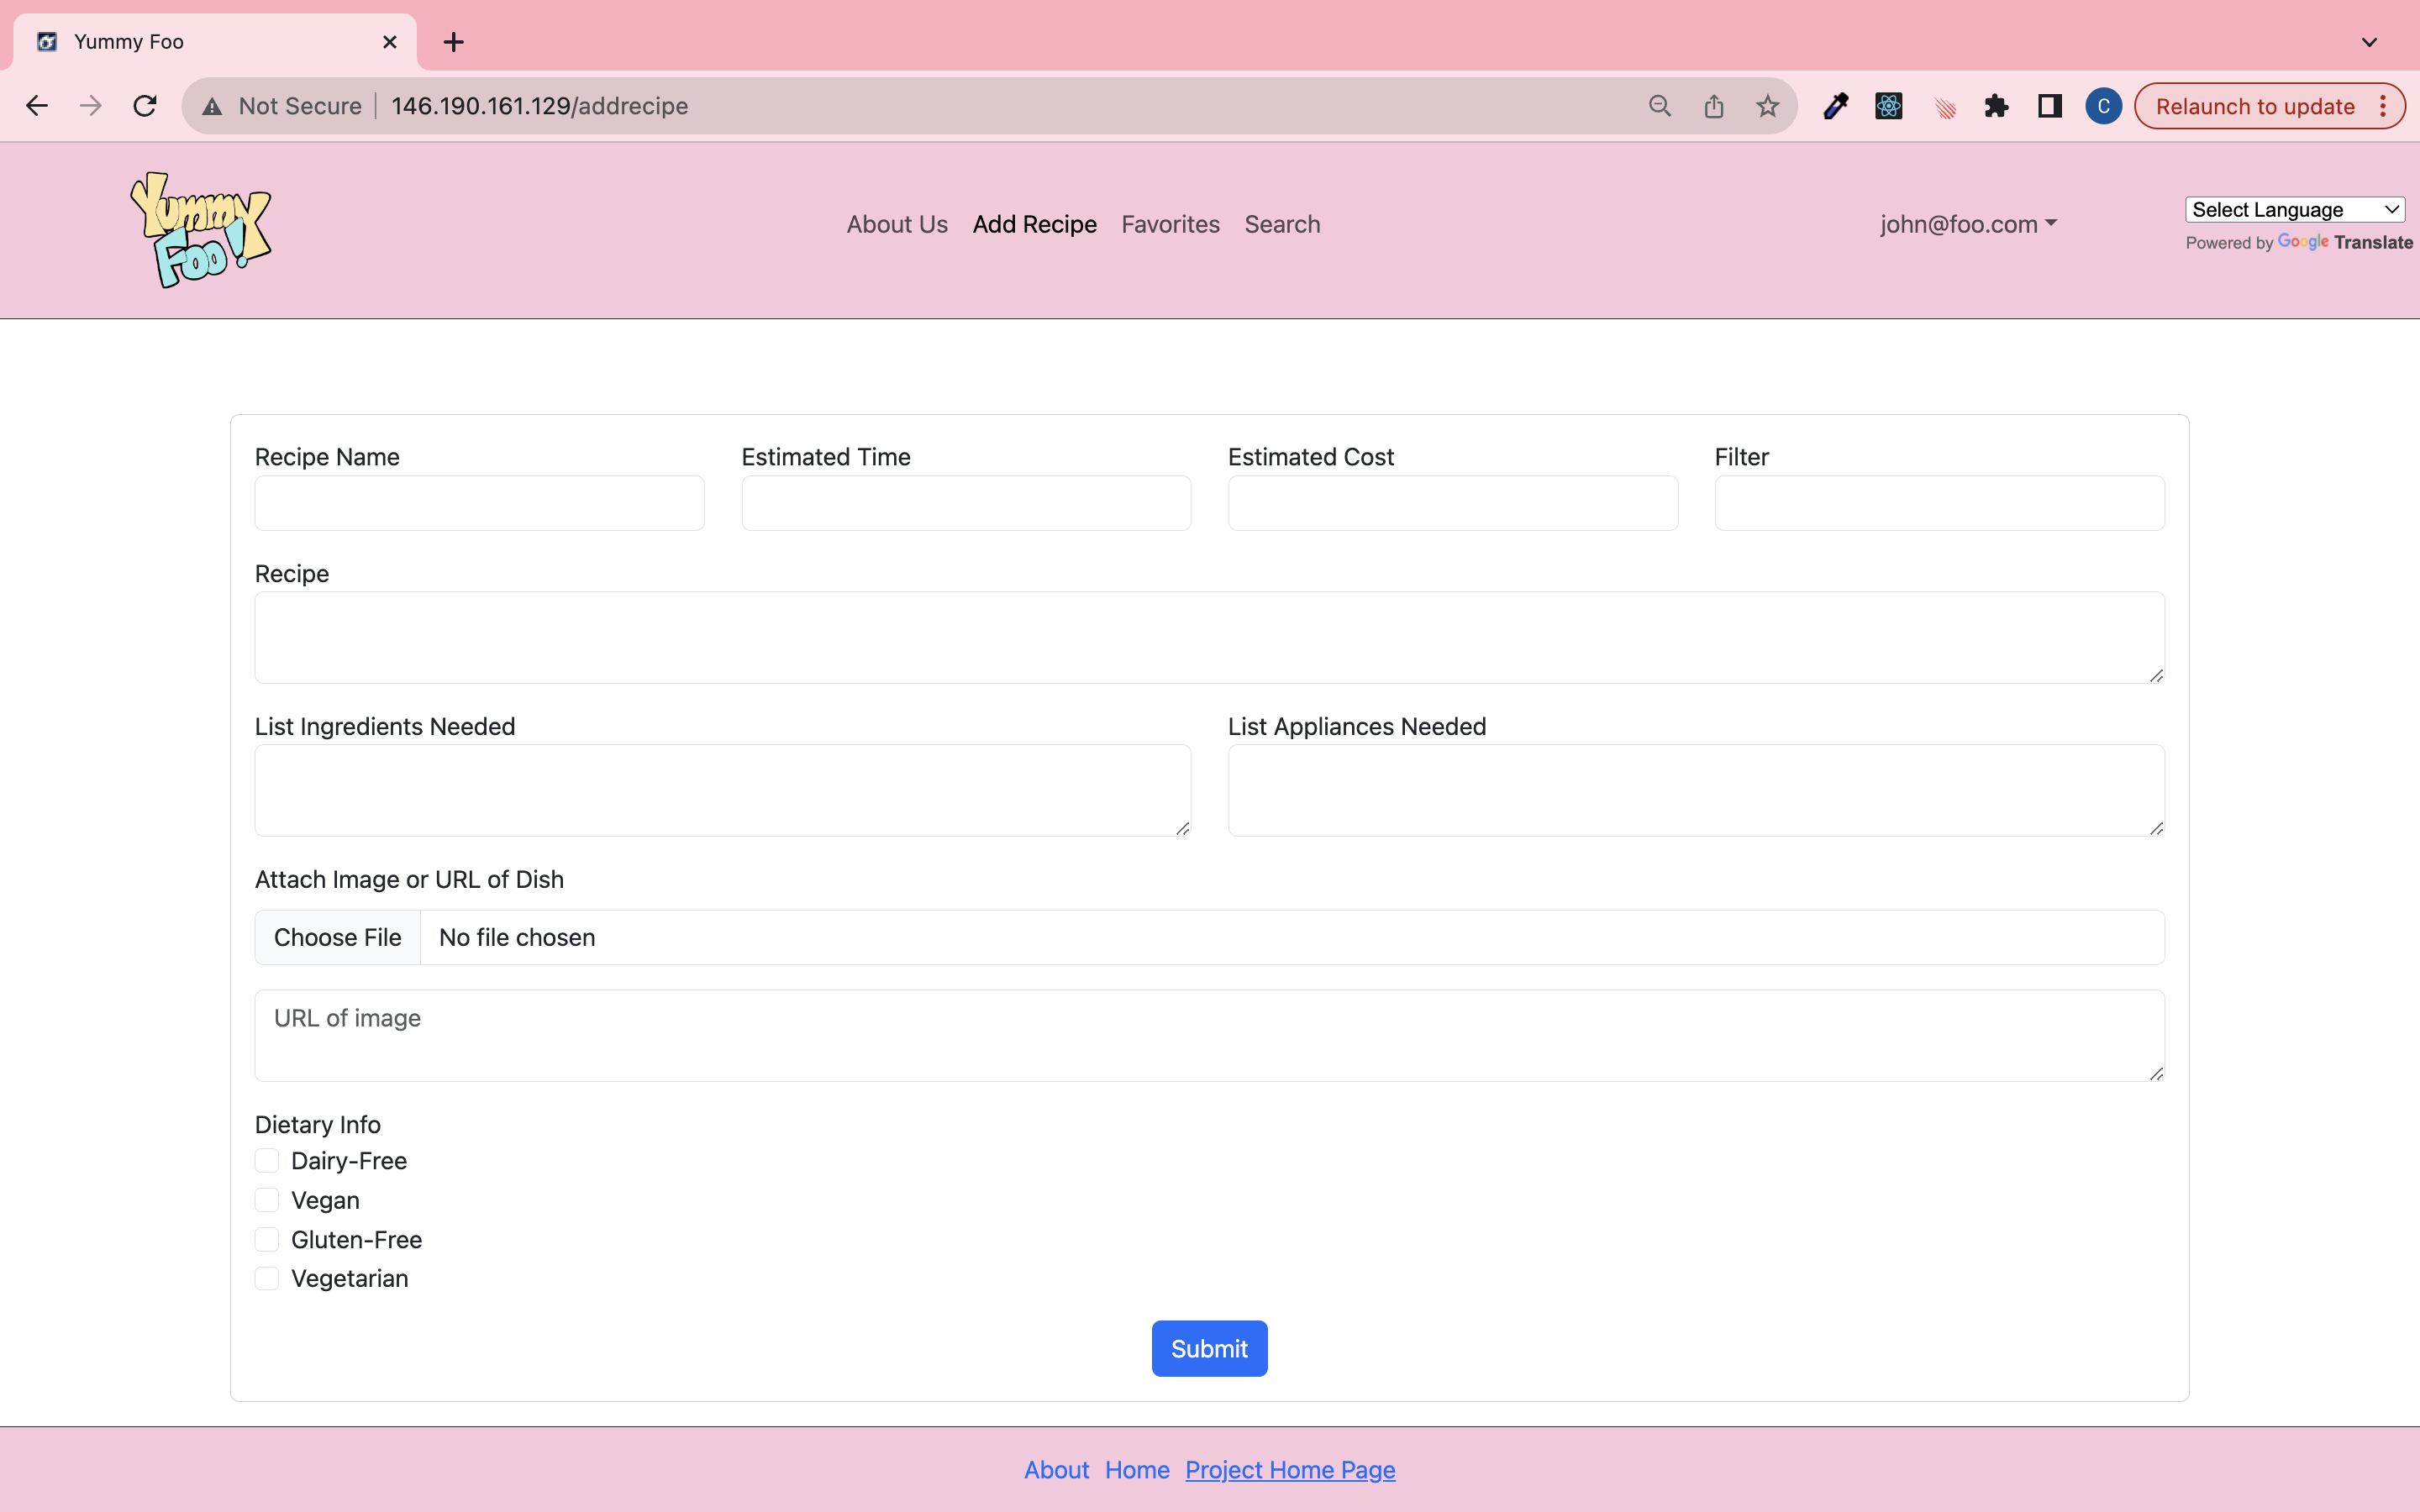 Yummy Foo
Not Secure 146.190.161.129/addrecipe C Relaunch to update
Yummy Foo!
About Us Add Recipe Favorites Search john@foo.com Select Language
Powered by Google Translate
Recipe Name Estimated Time Estimated Cost Filter
Recipe
List Ingredients Needed List Appliances Needed
Attach Image or URL of Dish
Choose File No file chosen
URL of image
Dietary Info
Dairy-Free
Vegan
Gluten-Free
Vegetarian
Submit
About Home Project Home Page